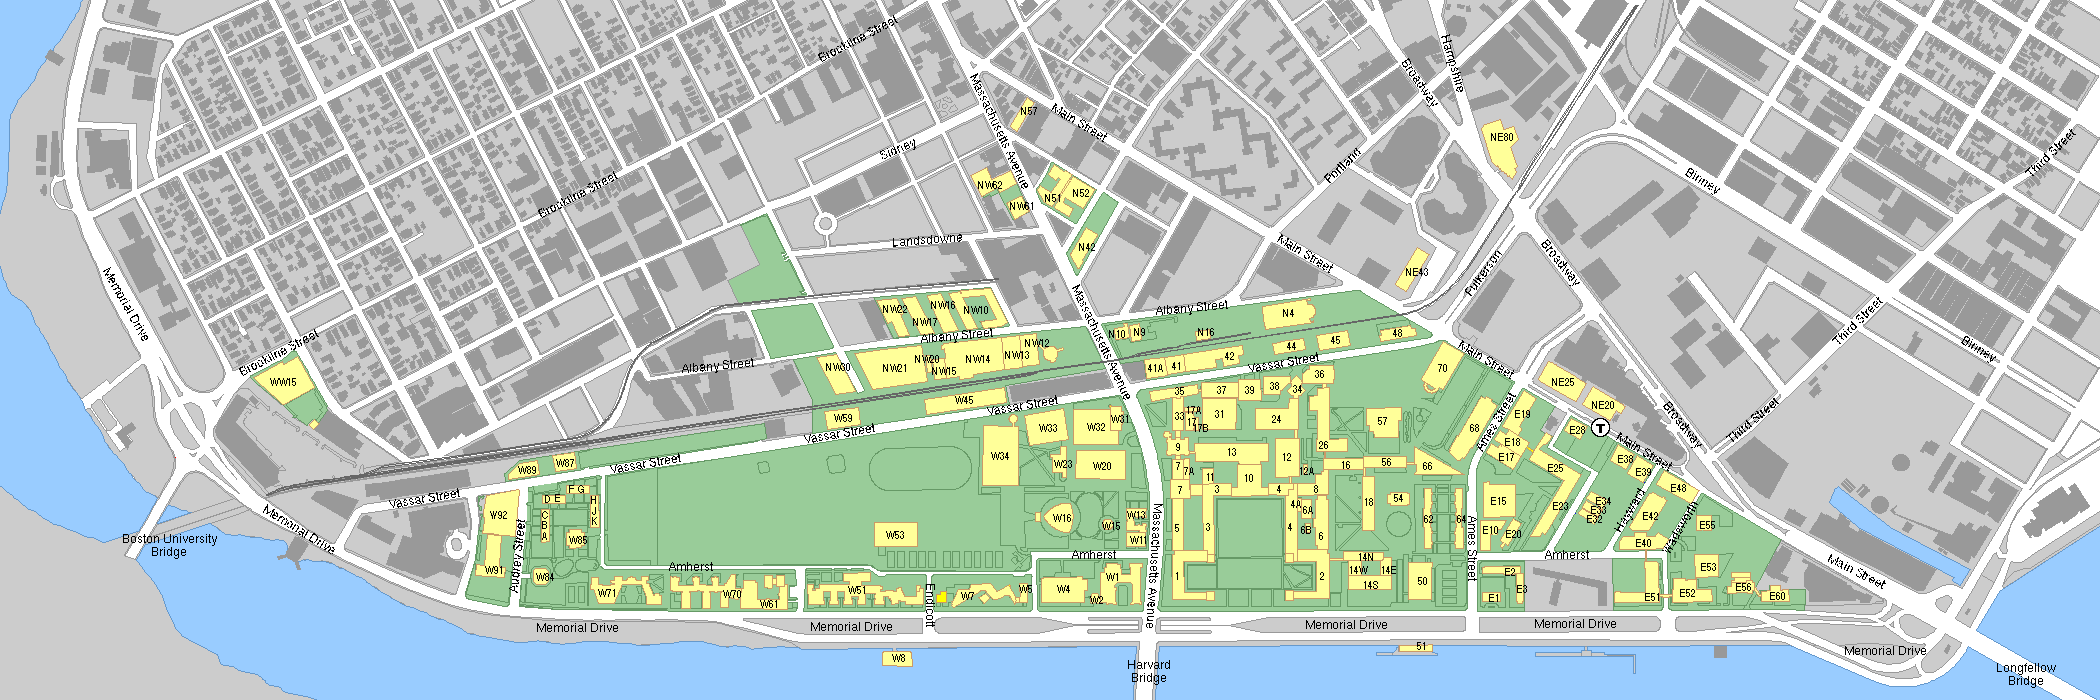 Brookline Street
Hampshire
Broadway
Massachusetts Avenue
N57
Main Street
NE80
Sidney
Third Street
Portland
Binney
Brookline Street
NW62
NW61
N51
N52
Landsdowne
N42
Main Street
NE43
Fulkerson
Broadway
Memorial Drive
Massachusetts Avenue
Albany Street
NW22
NW16
NW17
NW10
N4
Albany Street
N10
N9
N16
48
Third Street
Brookline Street
NW12
44
45
Binney
NW20
NW14
NW13
42
Main Street
WW15
Albany Street
NW30
NW21
NW15
41A
41
Vassar Street
70
NE25
36
W45
Vassar Street
35
37
39
38
34
NE20
W59
W33
W32
W31
33
17A
17
17B
31
24
57
68
Ames Street
E19
E28
T
Main Street
Broadway
Third Street
Vassar Street
W34
W23
W20
9
13
12
26
E18
E17
W89
W87
Vassar Street
7
7A
11
10
12A
16
56
66
E25
E38
E39
Vassar Street
D
E
F
G
H
J
K
C
B
A
7
3
4
8
4A
6A
18
54
E15
E23
E34
E33
E32
Harvard
E48
W92
W16
W13
W15
W11
5
3
4
6B
6
62
64
E10
E20
E42
E55
Wadsworth
E40
Memorial Drive
Boston University
Bridge
Aubrey Street
W85
W53
Massachusetts Avenue
Ames Street
Amherst
Amherst
W91
W84
Amherst
14N
14W
14E
14S
50
E2
E1
E3
E53
Main Street
W71
W70
W61
W51
Endicott
W7
W5
W4
W1
W2
1
2
E51
E52
E56
E60
Memorial Drive
Memorial Drive
Memorial Drive
Memorial Drive
W8
51
Memorial Drive
Harvard
Bridge
Longfellow
Bridge